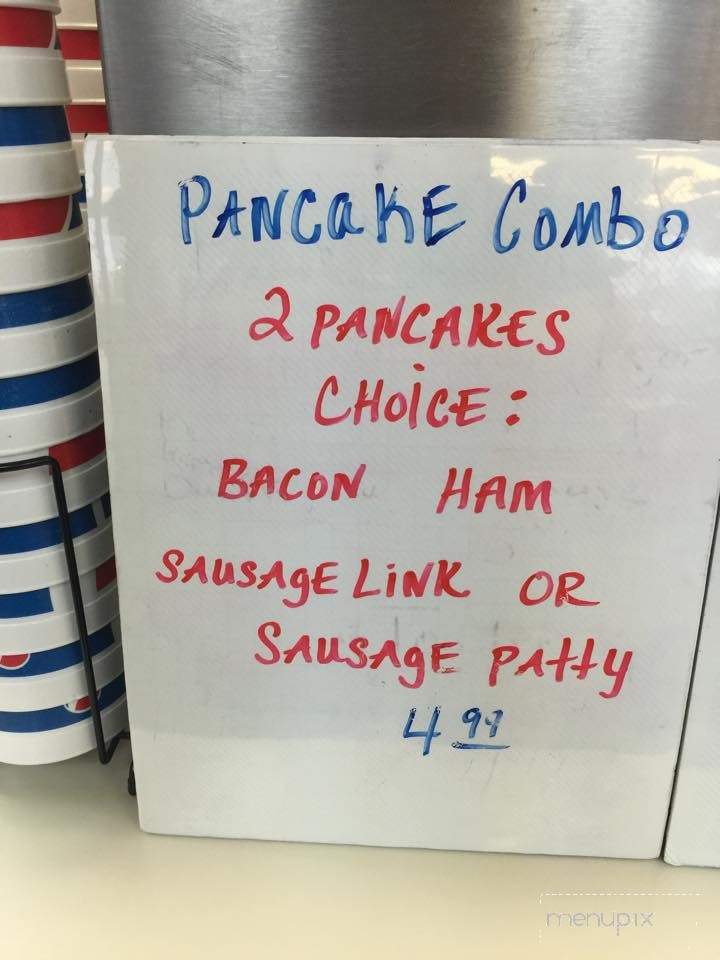 PANCAKE COMBO
2 PANCAKES
CHOICE:
BACON HAM
SAUSAGE LINK OR
SAUSAGE PATTY
4 99
menupix